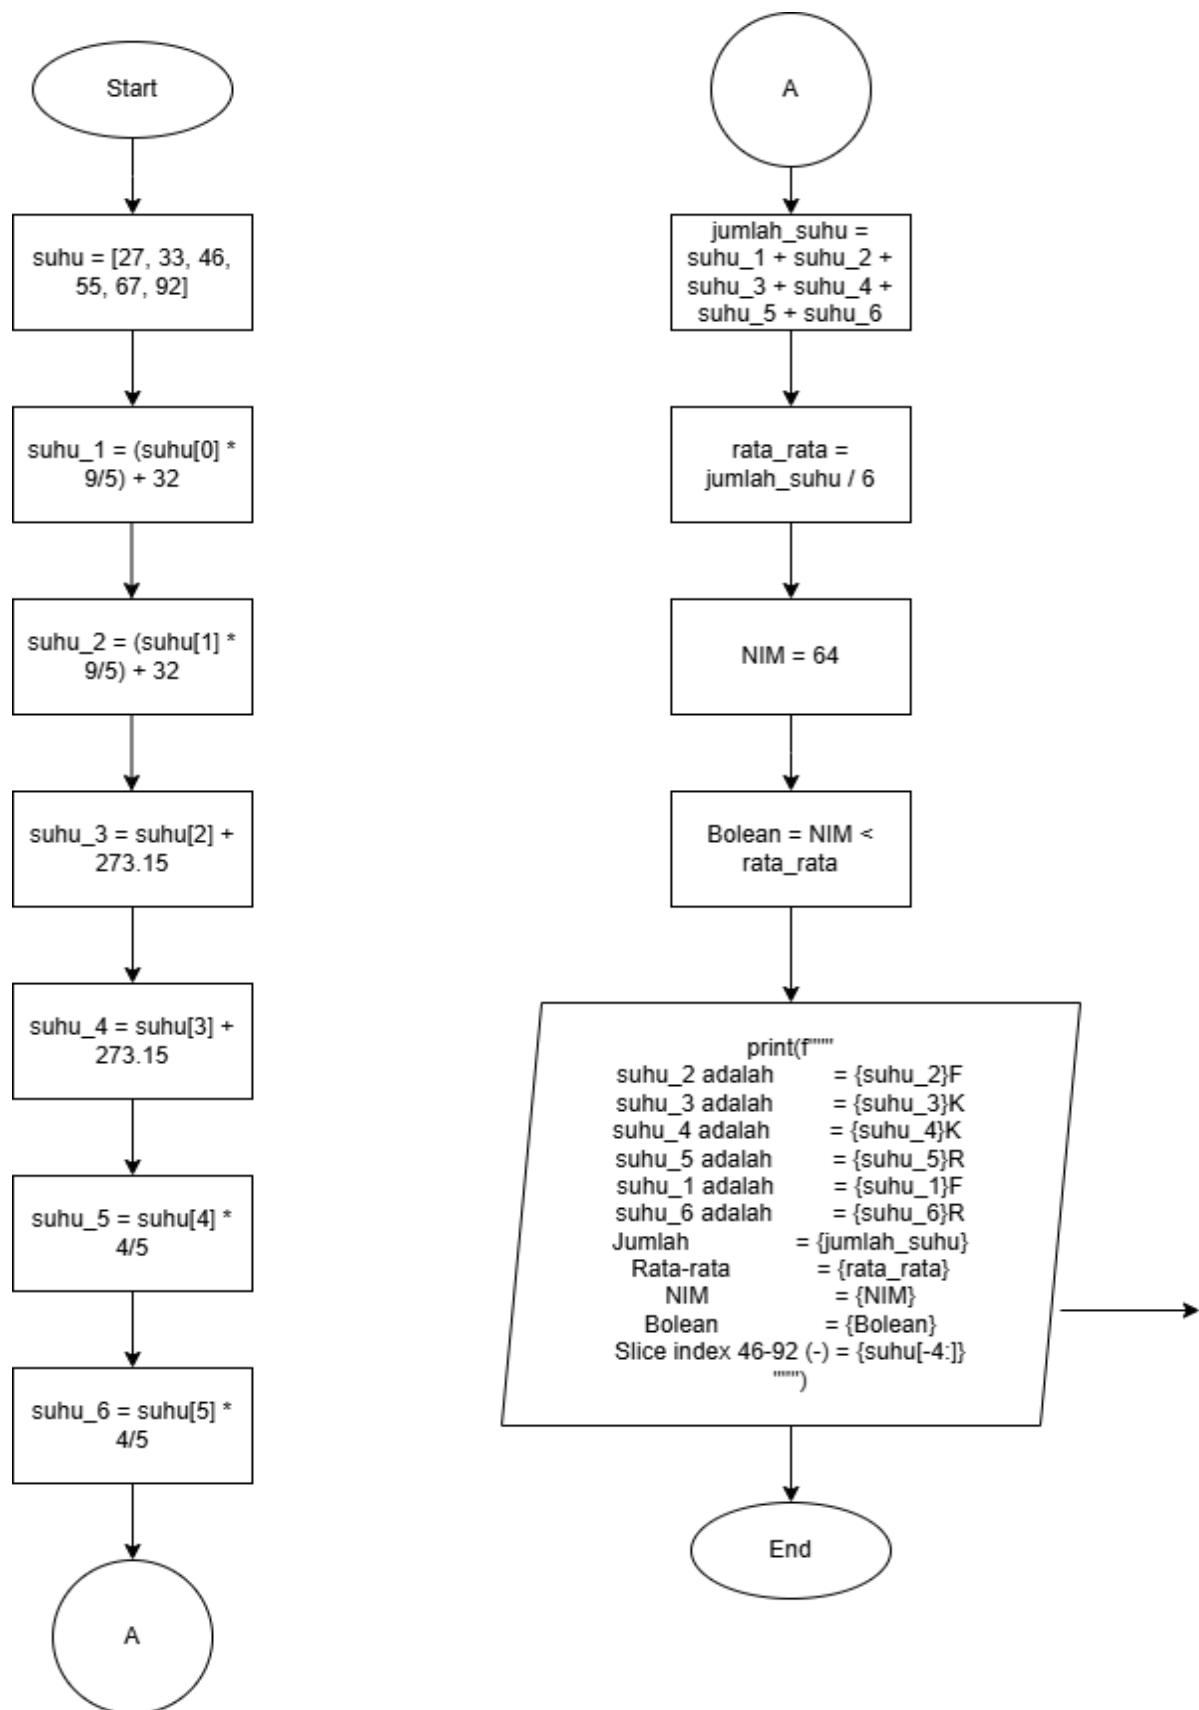 Start
suhu = [27, 33, 46,
55, 67, 92]
suhu_1 = (suhu[0] *
9/5) + 32
suhu_2 = (suhu[1] *
9/5) + 32
suhu_3 = suhu[2] +
273.15
suhu_4 = suhu[3] +
273.15
suhu_5 = suhu[4] *
4/5
suhu_6 = suhu[5] *
4/5
A
A
jumlah_suhu =
suhu_1 + suhu_2 +
suhu_3 + suhu_4 +
suhu_5 + suhu_6
rata_rata =
jumlah_suhu / 6
NIM = 64
Bolean = NIM <
rata_rata
print(f"""
suhu_2 adalah = {suhu_2}F
suhu_3 adalah = {suhu_3}K
suhu_4 adalah = {suhu_4}K
suhu_5 adalah = {suhu_5}R
suhu_1 adalah = {suhu_1}F
suhu_6 adalah = {suhu_6}R
Jumlah = {jumlah_suhu}
Rata-rata = {rata_rata}
NIM = {NIM}
Bolean = {Bolean}
Slice index 46-92 (-) = {suhu[-4:]}
""")
End